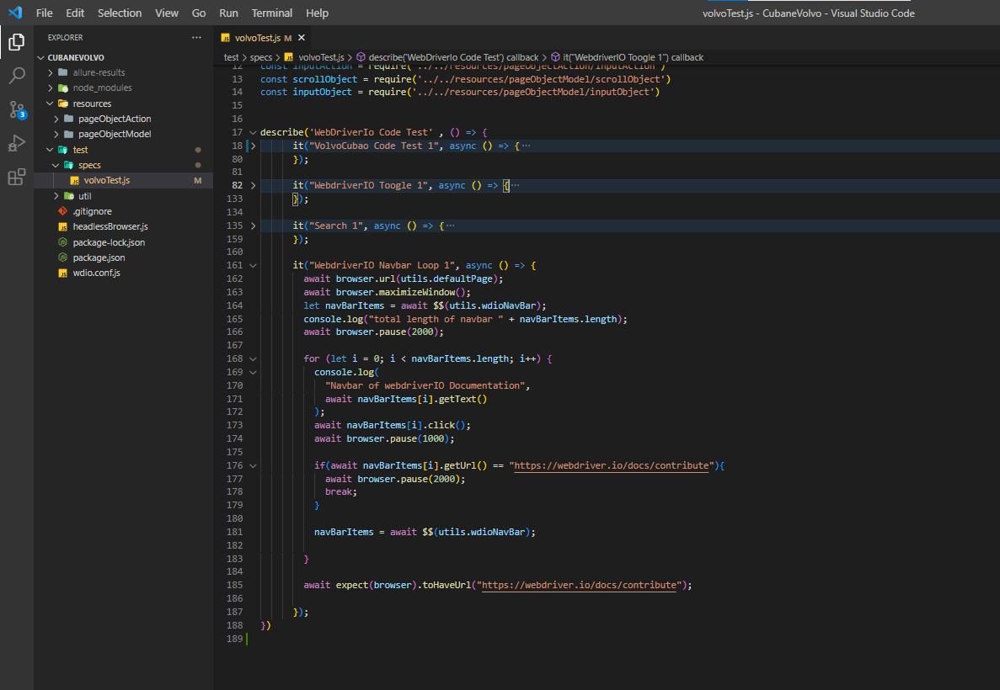 File Edit Selection View Go Run Terminal Help
volvoTest.js - CubaneVolvo - Visual Studio Code
EXPLORER ···
CUBANEVOLVO
allure-results
node_modules
resources
pageObjectAction
pageObjectModel
test
specs
volvoTest.js M
util
.gitignore
headlessBrowser.js
package-lock.json
package.json
wdio.conf.js
3
JS volvoTest.js M ×
test > specs > JS volvoTest.js > describe('WebDriverIo Code Test') callback > it("WebdriverIO Toogle 1") callback
12 const inputAction = require('../../resources/pageObjectAction/inputAction')
13 const scrollObject = require('../../resources/pageObjectModel/scrollObject')
14 const inputObject = require('../../resources/pageObjectModel/inputObject')
15
16
17 describe('WebDriverIo Code Test' , () => {
18 it("VolvoCubao Code Test 1", async () => {···
80 });
81
82 it("WebdriverIO Toogle 1", async () => {···
133 });
134
135 it("Search 1", async () => {···
159 });
160
161 it("WebdriverIO Navbar Loop 1", async () => {
162 await browser.url(utils.defaultPage);
163 await browser.maximizeWindow();
164 let navBarItems = await $$(utils.wdioNavBar);
165 console.log("total length of navbar " + navBarItems.length);
166 await browser.pause(2000);
167
168 for (let i = 0; i < navBarItems.length; i++) {
169 console.log(
170 "Navbar of webdriverIO Documentation",
171 await navBarItems[i].getText()
172 );
173 await navBarItems[i].click();
174 await browser.pause(1000);
175
176 if(await navBarItems[i].getUrl() == "https://webdriver.io/docs/contribute"){
177 await browser.pause(2000);
178 break;
179 }
180
181 navBarItems = await $$(utils.wdioNavBar);
182
183 }
184
185 await expect(browser).toHaveUrl("https://webdriver.io/docs/contribute");
186
187 });
188 })
189